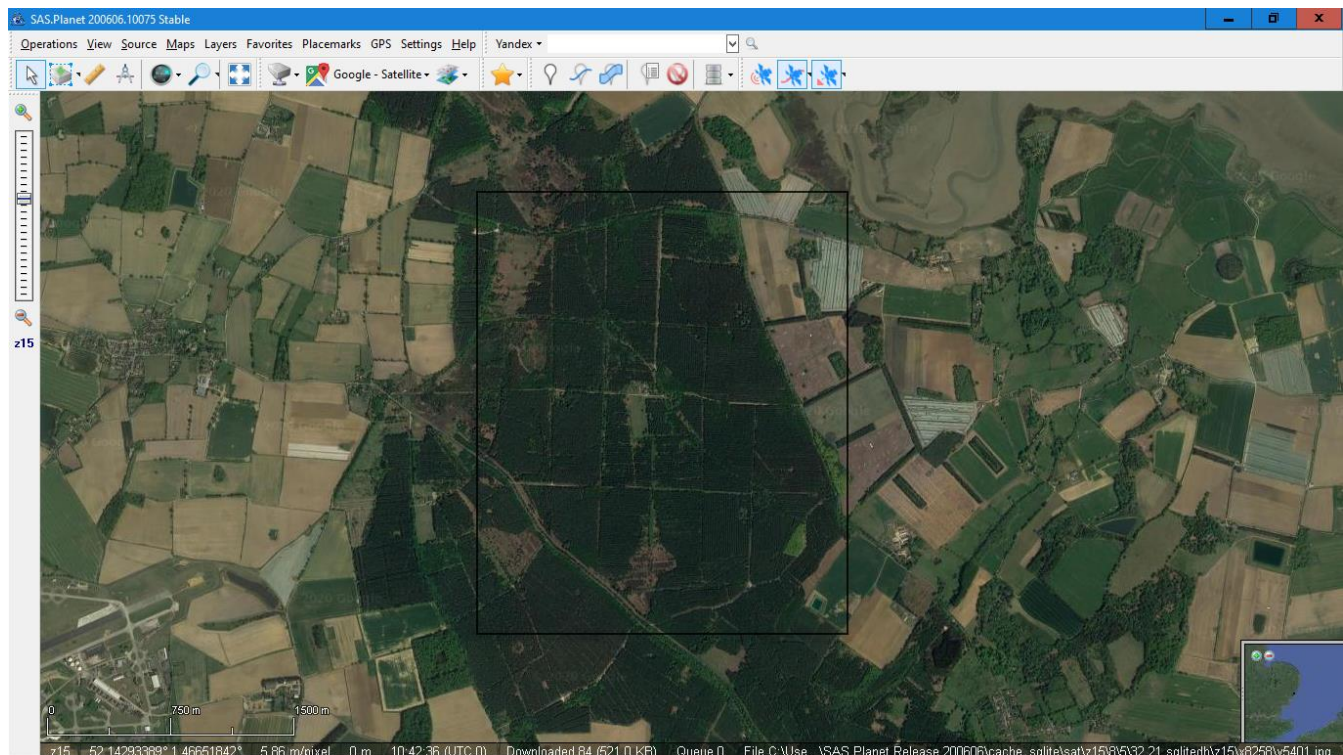 SAS.Planet 200606.10075 Stable
Operations View Source Maps Layers Favorites Placemarks GPS Settings Help Yandex
Google - Satellite
z15
0 750 m 1500 m
z15 52.14293389° 1.46651842° 5.86 m/pixel 0 m 10:42:36 (UTC 0) Downloaded 84 (521.0 KB) Queue 0 File C:\Use...\SAS.Planet.Release.200606\cache_sqlite\sat\z15\8\5\32.21.sqlitedb\z15\x8258\y5401.jpg